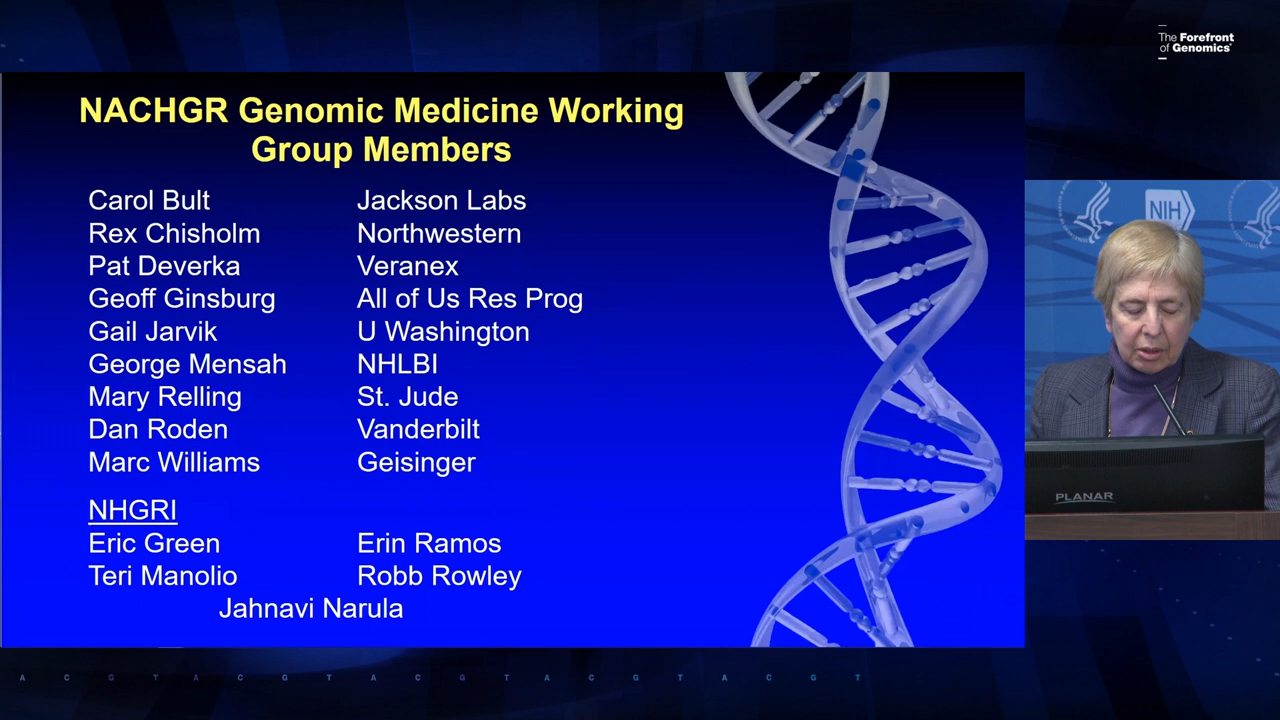 The Forefront
of Genomics®
NACHGR Genomic Medicine Working
Group Members
Carol Bult Jackson Labs
Rex Chisholm Northwestern
Pat Deverka Veranex
Geoff Ginsburg All of Us Res Prog
Gail Jarvik U Washington
George Mensah NHLBI
Mary Relling St. Jude
Dan Roden Vanderbilt
Marc Williams Geisinger
NHGRI
Eric Green Erin Ramos
Teri Manolio Robb Rowley
Jahnavi Narula
NIH
PLANAR
A C G T A C G T A C G T A C G T A C G T